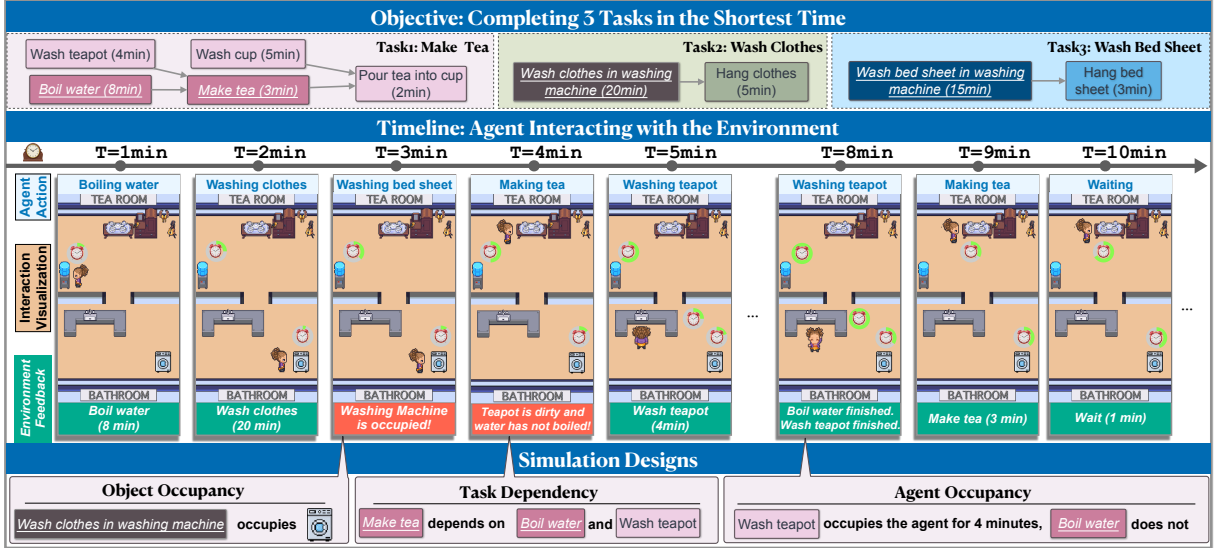 Objective: Completing 3 Tasks in the Shortest Time
Task1: Make Tea
Wash teapot (4min)
Wash cup (5min)
Boil water (8min)
Make tea (3min)
Pour tea into cup
(2min)
Task2: Wash Clothes
Wash clothes in washing
machine (20min)
Hang clothes
(5min)
Task3: Wash Bed Sheet
Wash bed sheet in washing
machine (15min)
Hang bed
sheet (3min)
Timeline: Agent Interacting with the Environment
T=1min
T=2min
T=3min
T=4min
T=5min
T=8min
T=9min
T=10min
Agent
Action
Boiling water
Washing clothes
Washing bed sheet
Making tea
Washing teapot
Washing teapot
Making tea
Waiting
TEA ROOM
TEA ROOM
TEA ROOM
TEA ROOM
TEA ROOM
TEA ROOM
TEA ROOM
TEA ROOM
Interaction
Visualization
...
...
BATHROOM
BATHROOM
BATHROOM
BATHROOM
BATHROOM
BATHROOM
BATHROOM
BATHROOM
Environment
Feedback
Boil water
(8 min)
Wash clothes
(20 min)
Washing Machine
is occupied!
Teapot is dirty and
water has not boiled!
Wash teapot
(4min)
Boil water finished.
Wash teapot finished.
Make tea (3 min)
Wait (1 min)
Simulation Designs
Object Occupancy
Wash clothes in washing machine occupies
Task Dependency
Make tea depends on Boil water and Wash teapot
Agent Occupancy
Wash teapot occupies the agent for 4 minutes, Boil water does not